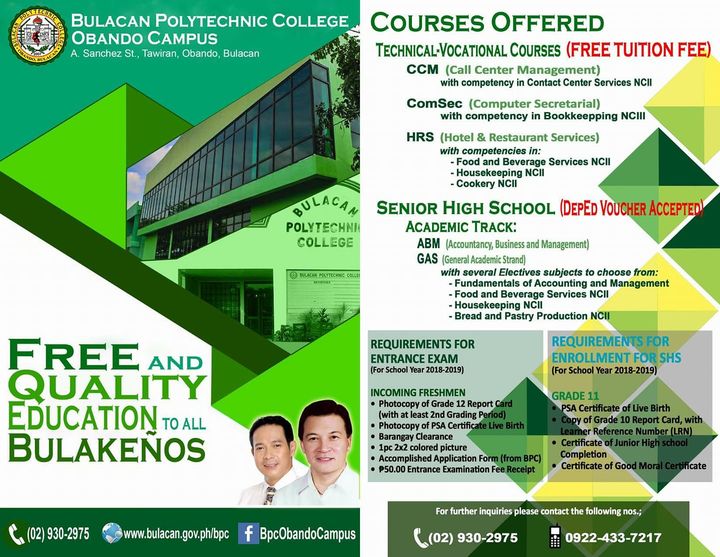 BULACAN POLYTECHNIC COLLEGE
OBANDO CAMPUS
A. Sanchez St., Tawiran, Obando, Bulacan
BULACAN
POLYTECHNIC
COLLEGE
BULACAN POLYTECHNIC COLLEGE
FREE AND
QUALITY
EDUCATION TO ALL
BULAKEÑOS
(02) 930-2975
www.bulacan.gov.ph/bpc
BpcObandoCampus
COURSES OFFERED
TECHNICAL-VOCATIONAL COURSES (FREE TUITION FEE)
CCM (Call Center Management)
with competency in Contact Center Services NCII
ComSec (Computer Secretarial)
with competency in Bookkeepping NCIII
HRS (Hotel & Restaurant Services)
with competencies in:
- Food and Beverage Services NCII
- Housekeeping NCII
- Cookery NCII
SENIOR HIGH SCHOOL (DEPED VOUCHER ACCEPTED)
ACADEMIC TRACK:
ABM (Accountancy, Business and Management)
GAS (General Academic Strand)
with several Electives subjects to choose from:
- Fundamentals of Accounting and Management
- Food and Beverage Services NCII
- Housekeeping NCII
- Bread and Pastry Production NCII
REQUIREMENTS FOR
ENTRANCE EXAM
(For School Year 2018-2019)
INCOMING FRESHMEN
• Photocopy of Grade 12 Report Card
(with at least 2nd Grading Period)
• Photocopy of PSA Certificate Live Birth
• Barangay Clearance
• 1pc 2x2 colored picture
• Accomplished Application Form (from BPC)
• ₱50.00 Entrance Examination Fee Receipt
REQUIREMENTS FOR
ENROLLMENT FOR SHS
(For School Year 2018-2019)
GRADE 11
• PSA Certificate of Live Birth
• Copy of Grade 10 Report Card, with
Learner Reference Number (LRN)
• Certificate of Junior High school
Completion
• Certificate of Good Moral Certificate
For further inquiries please contact the following nos.;
(02) 930-2975
0922-433-7217